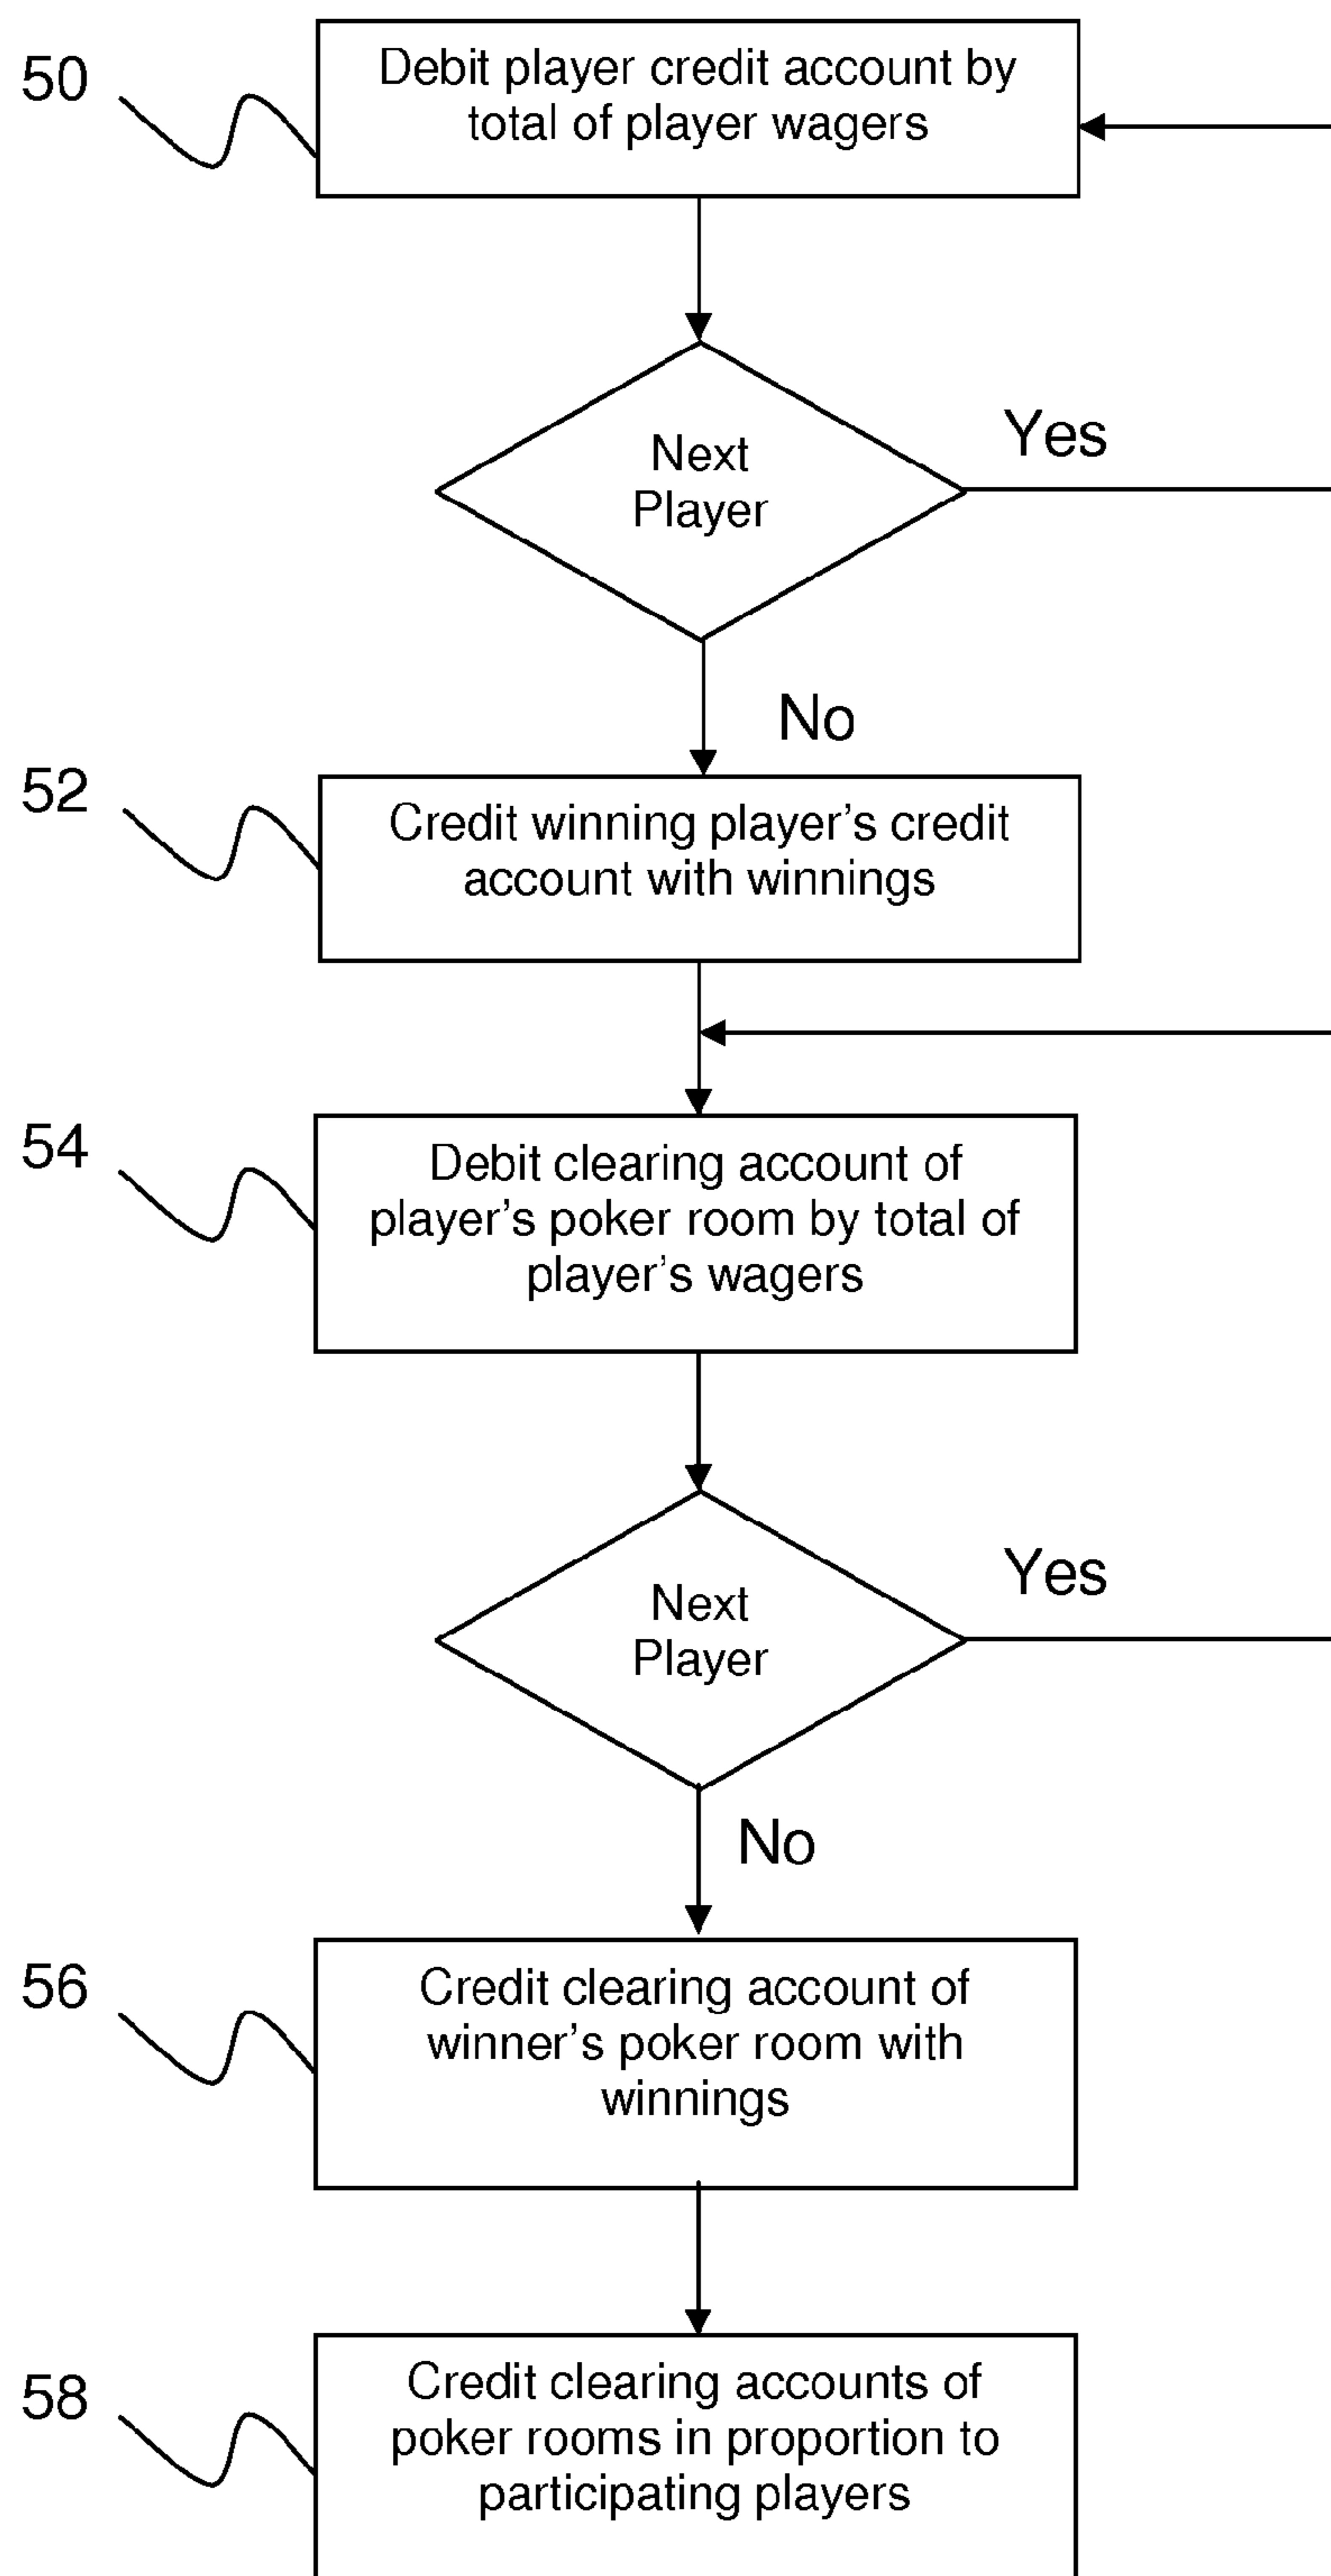 50
Debit player credit account by
total of player wagers
Next
Player
Yes
No
52
Credit winning player's credit
account with winnings
54
Debit clearing account of
player's poker room by total of
player's wagers
Next
Player
Yes
No
56
Credit clearing account of
winner's poker room with
winnings
58
Credit clearing accounts of
poker rooms in proportion to
participating players